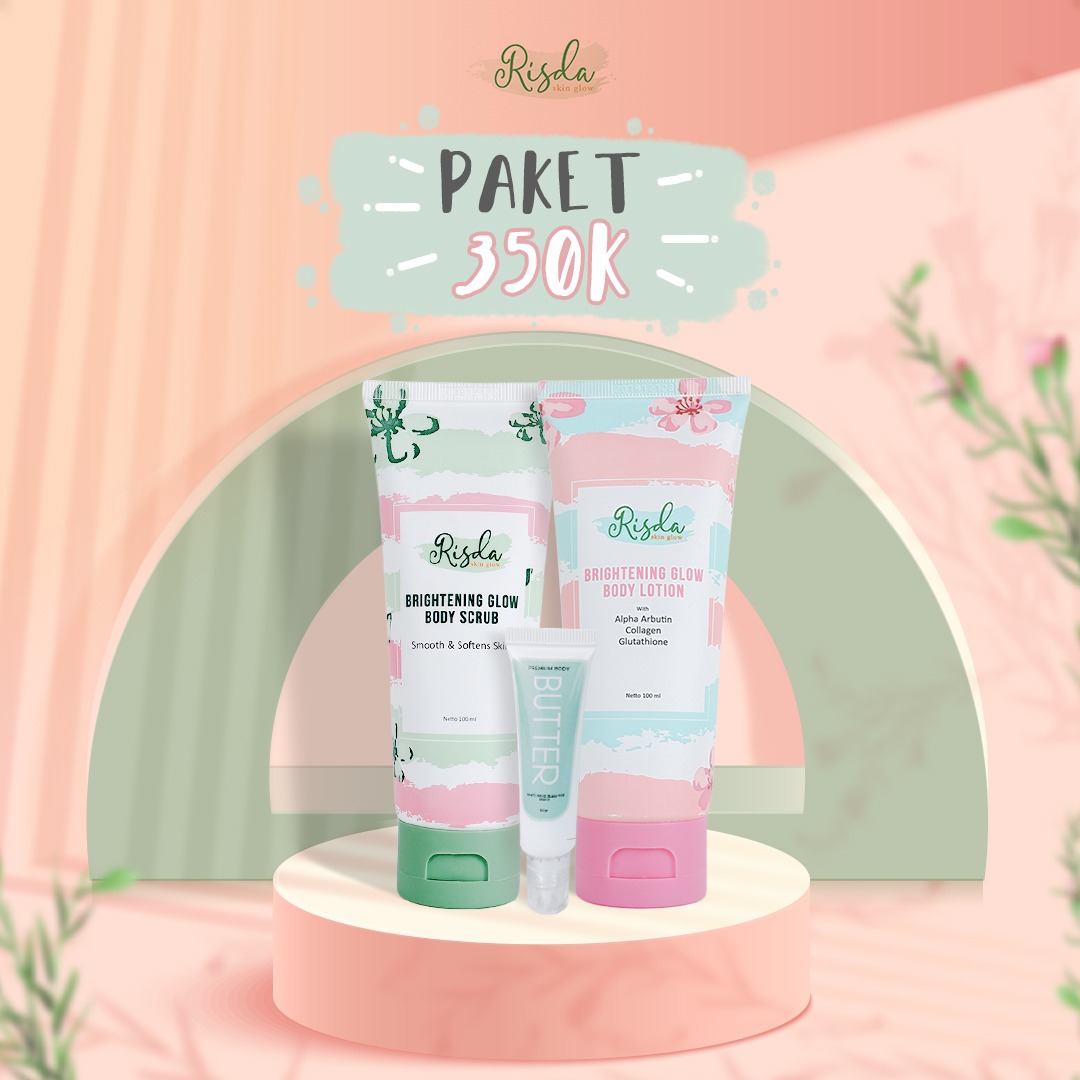 Risda
skin glow
PAKET
350K
Risda
skin glow
BRIGHTENING GLOW
BODY SCRUB
Smooth & Softens Ski
Netto 100 ml
Risda
skin glow
BRIGHTENING GLOW
BODY LOTION
With
Alpha Arbutin
Collagen
Glutathione
Netto 100 ml
PREMIUM BODY
BUTTER